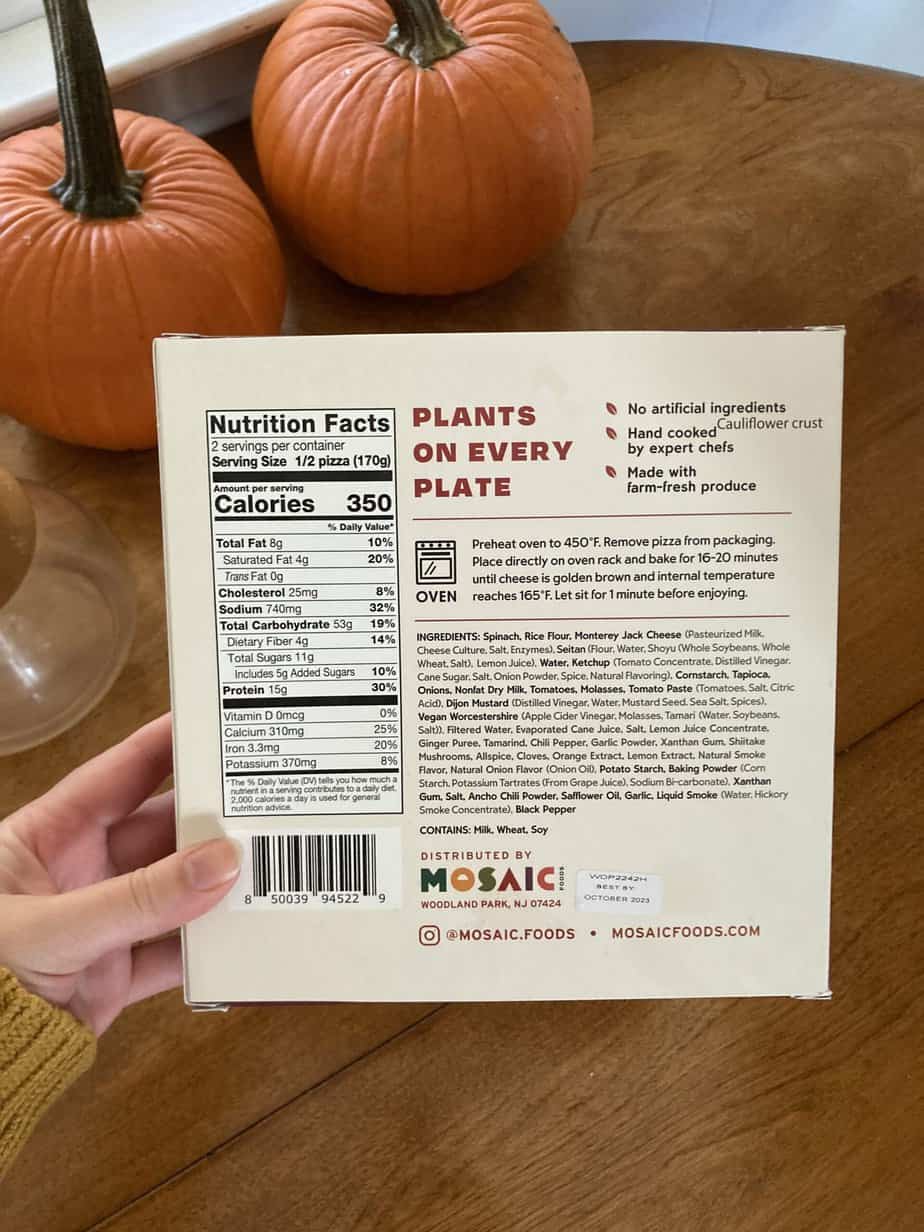 Nutrition Facts
2 servings per container
Serving Size 1/2 pizza (170g)
Amount per serving
Calories 350
% Daily Value*
Total Fat 8g 10%
Saturated Fat 4g 20%
Trans Fat 0g
Cholesterol 25mg 8%
Sodium 740mg 32%
Total Carbohydrate 53g 19%
Dietary Fiber 4g 14%
Total Sugars 11g
Includes 5g Added Sugars 10%
Protein 15g 30%
Vitamin D 0mcg 0%
Calcium 310mg 25%
Iron 3.3mg 20%
Potassium 370mg 8%
*The % Daily Value (DV) tells you how much a
nutrient in a serving contributes to a daily diet.
2,000 calories a day is used for general
nutrition advice.
8 50039 94522 9
PLANTS
ON EVERY
PLATE
No artificial ingredients
Cauliflower crust
Hand cooked
by expert chefs
Made with
farm-fresh produce
OVEN
Preheat oven to 450°F. Remove pizza from packaging.
Place directly on oven rack and bake for 16-20 minutes
until cheese is golden brown and internal temperature
reaches 165°F. Let sit for 1 minute before enjoying.
INGREDIENTS: Spinach, Rice Flour, Monterey Jack Cheese (Pasteurized Milk,
Cheese Culture, Salt, Enzymes), Seitan (Flour, Water, Shoyu (Whole Soybeans, Whole
Wheat, Salt), Lemon Juice), Water, Ketchup (Tomato Concentrate, Distilled Vinegar,
Cane Sugar, Salt, Onion Powder, Spice, Natural Flavoring), Cornstarch, Tapioca,
Onions, Nonfat Dry Milk, Tomatoes, Molasses, Tomato Paste (Tomatoes, Salt, Citric
Acid), Dijon Mustard (Distilled Vinegar, Water, Mustard Seed, Sea Salt, Spices),
Vegan Worcestershire (Apple Cider Vinegar, Molasses, Tamari (Water, Soybeans,
Salt)), Filtered Water, Evaporated Cane Juice, Salt, Lemon Juice Concentrate,
Ginger Puree, Tamarind, Chili Pepper, Garlic Powder, Xanthan Gum, Shiitake
Mushrooms, Allspice, Cloves, Orange Extract, Lemon Extract, Natural Smoke
Flavor, Natural Onion Flavor (Onion Oil), Potato Starch, Baking Powder (Corn
Starch, Potassium Tartrates (From Grape Juice), Sodium Bi-carbonate), Xanthan
Gum, Salt, Ancho Chili Powder, Safflower Oil, Garlic, Liquid Smoke (Water, Hickory
Smoke Concentrate), Black Pepper
CONTAINS: Milk, Wheat, Soy
DISTRIBUTED BY
MOSAIC FOODS
WOODLAND PARK, NJ 07424
WOP2242H
BEST BY:
OCTOBER 2023
@MOSAIC.FOODS • MOSAICFOODS.COM